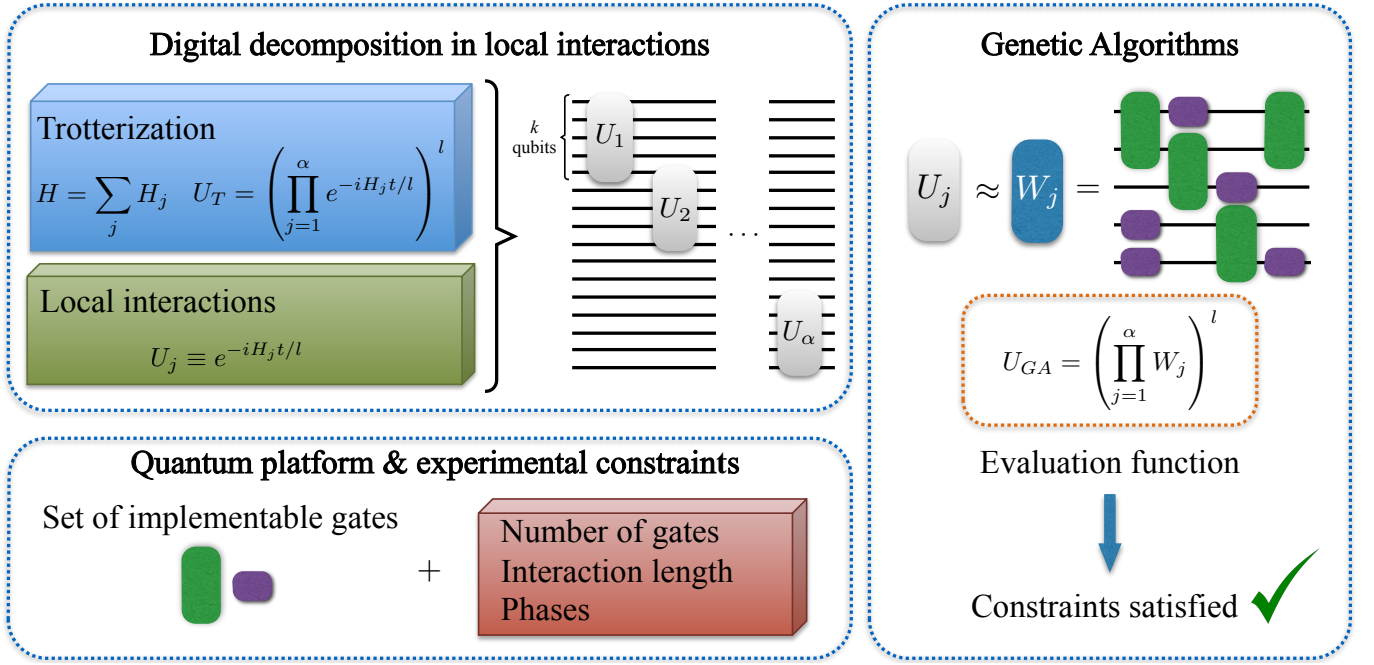 Digital decomposition in local interactions
Trotterization
H = ∑_j H_j   U_T = (∏_{j=1}^{α} e^{-iH_j t/l})^l
Local interactions
U_j ≡ e^{-iH_j t/l}
k
qubits
U_1
U_2
...
U_α
Quantum platform & experimental constraints
Set of implementable gates
+
Number of gates
Interaction length
Phases
Genetic Algorithms
U_j ≈ W_j =
U_{GA} = (∏_{j=1}^{α} W_j)^l
Evaluation function
Constraints satisfied